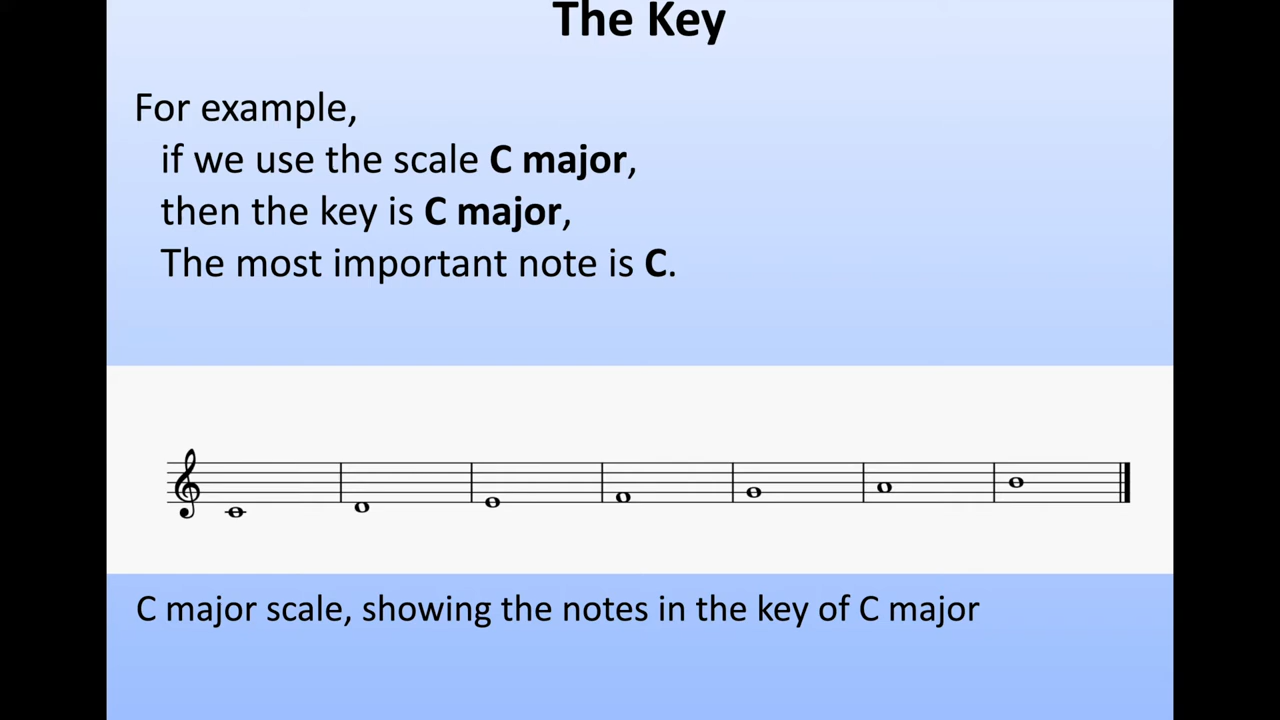 The Key
For example,
if we use the scale C major,
then the key is C major,
The most important note is C.
C major scale, showing the notes in the key of C major